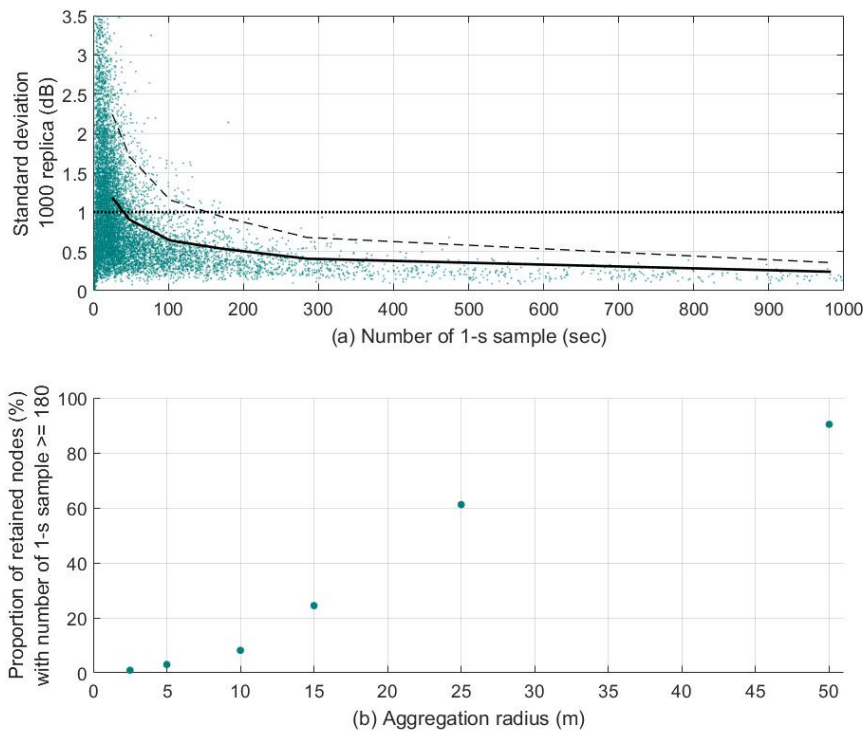 3.5
3
2.5
2
1.5
1
0.5
0
Standard deviation
1000 replica (dB)
0 100 200 300 400 500 600 700 800 900 1000
(a) Number of 1-s sample (sec)
100
80
60
40
20
0
Proportion of retained nodes (%)
with number of 1-s sample >= 180
0 5 10 15 20 25 30 35 40 45 50
(b) Aggregation radius (m)